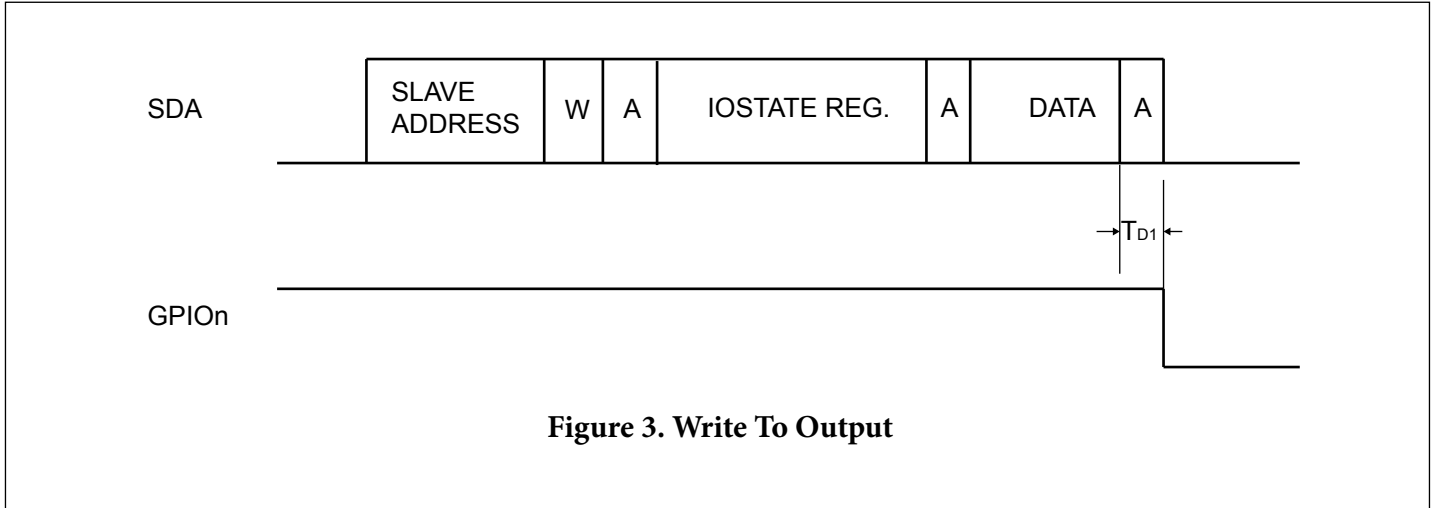 SDA
SLAVE
ADDRESS
W
A
IOSTATE REG.
A
DATA
A
TD1
GPIOn
Figure 3. Write To Output